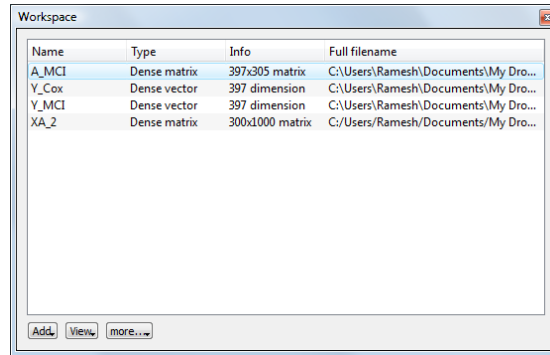 Workspace
Name Type Info Full filename
A_MCI Dense matrix 397x305 matrix C:\Users\Ramesh\Documents\My Dro...
Y_Cox Dense vector 397 dimension C:\Users\Ramesh\Documents\My Dro...
Y_MCI Dense vector 397 dimension C:\Users\Ramesh\Documents\My Dro...
XA_2 Dense matrix 300x1000 matrix C:/Users/Ramesh/Documents/My Dro...
Add View more...